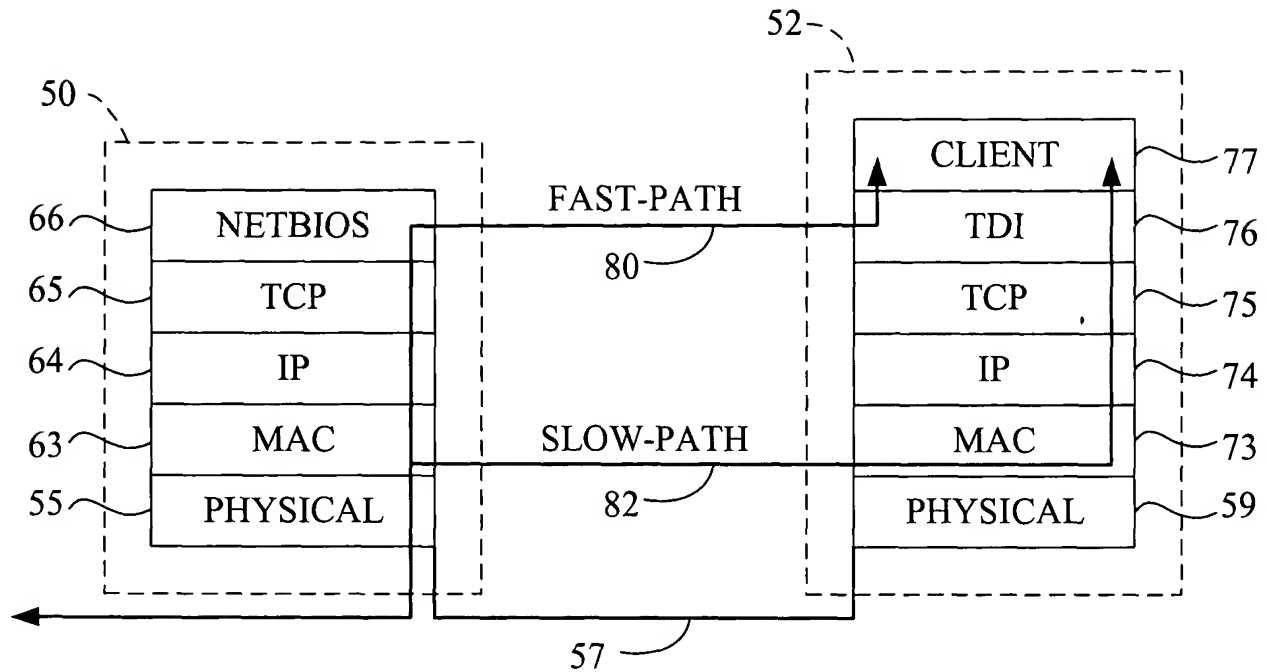 52
50
CLIENT 77
66 NETBIOS FAST-PATH TDI 76
80
65 TCP TCP 75
64 IP IP 74
63 MAC SLOW-PATH MAC 73
82
55 PHYSICAL PHYSICAL 59
57